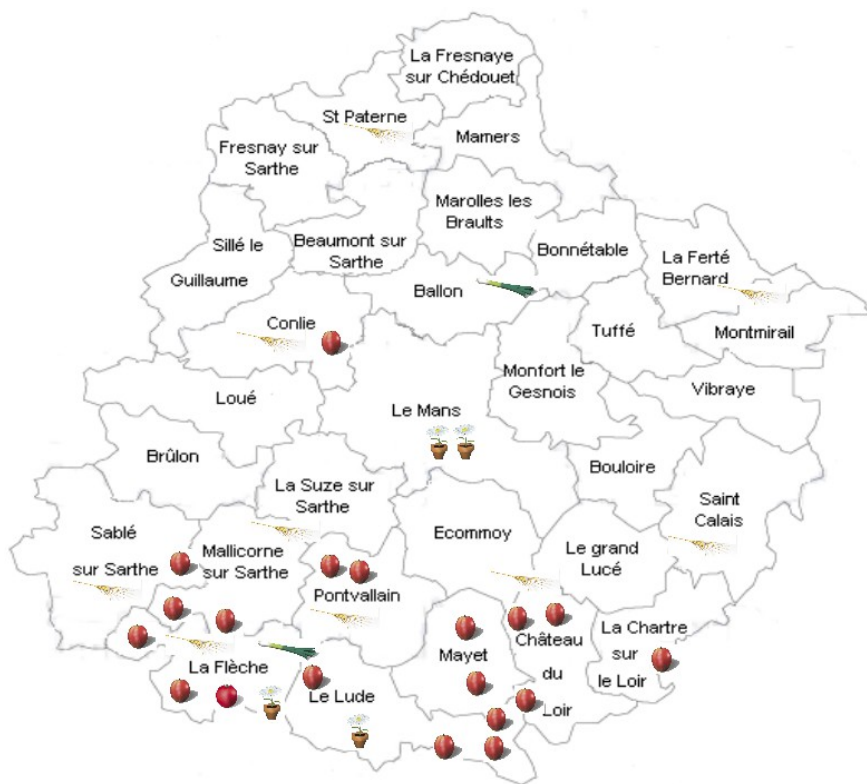 La Fresnaye
sur Chédouet
St Paterne
Mamers
Fresnay sur
Sarthe
Marolles les
Braults
Sillé le
Guillaume
Beaumont sur
Sarthe
Bonnétable
La Ferté
Bernard
Ballon
Conlie
Tuffé
Montmirail
Monfort le
Gesnois
Loué
Le Mans
Vibraye
Brûlon
Bouloire
La Suze sur
Sarthe
Saint
Calais
Sablé
sur Sarthe
Mallicorne
sur Sarthe
Ecommoy
Le grand
Lucé
Pontvallain
La Flèche
Le Lude
Mayet
Château
du
Loir
La Chartre
sur
le Loir